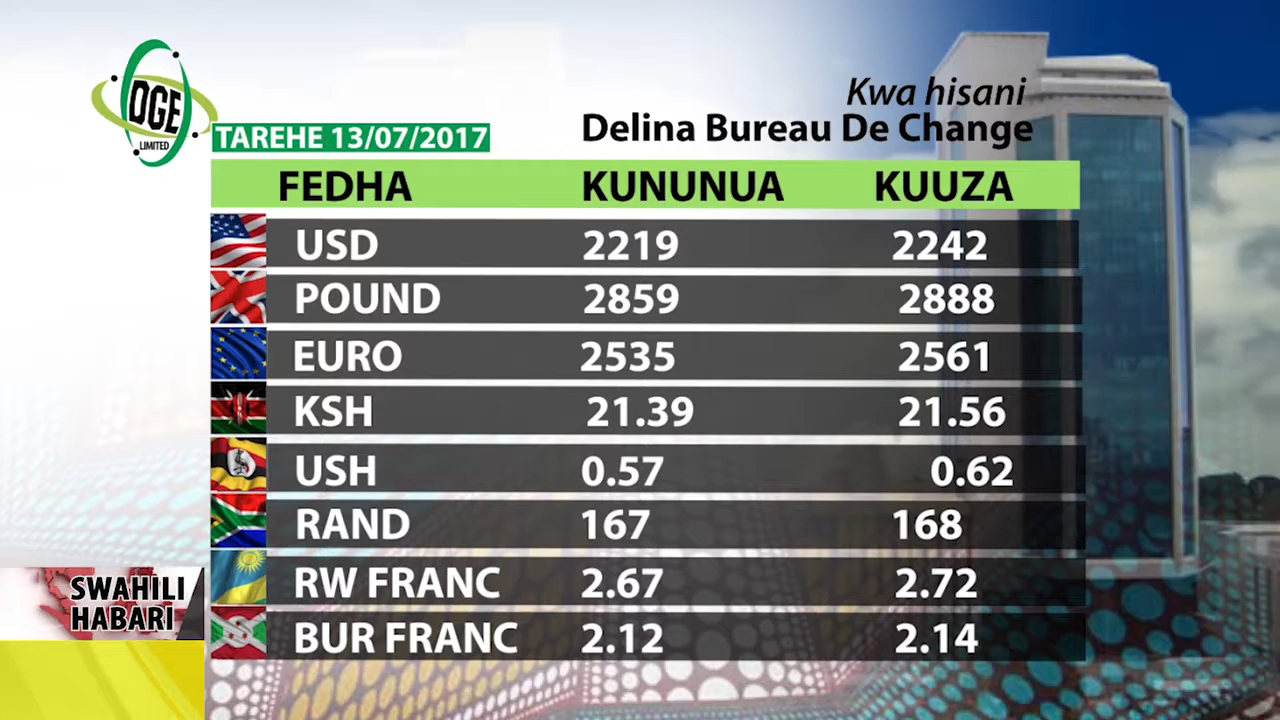 DGE
LIMITED
Kwa hisani
TAREHE 13/07/2017 Delina Bureau De Change
FEDHA KUNUNUA KUUZA
USD 2219 2242
POUND 2859 2888
EURO 2535 2561
KSH 21.39 21.56
USH 0.57 0.62
RAND 167 168
RW FRANC 2.67 2.72
BUR FRANC 2.12 2.14
SWAHILI
HABARI